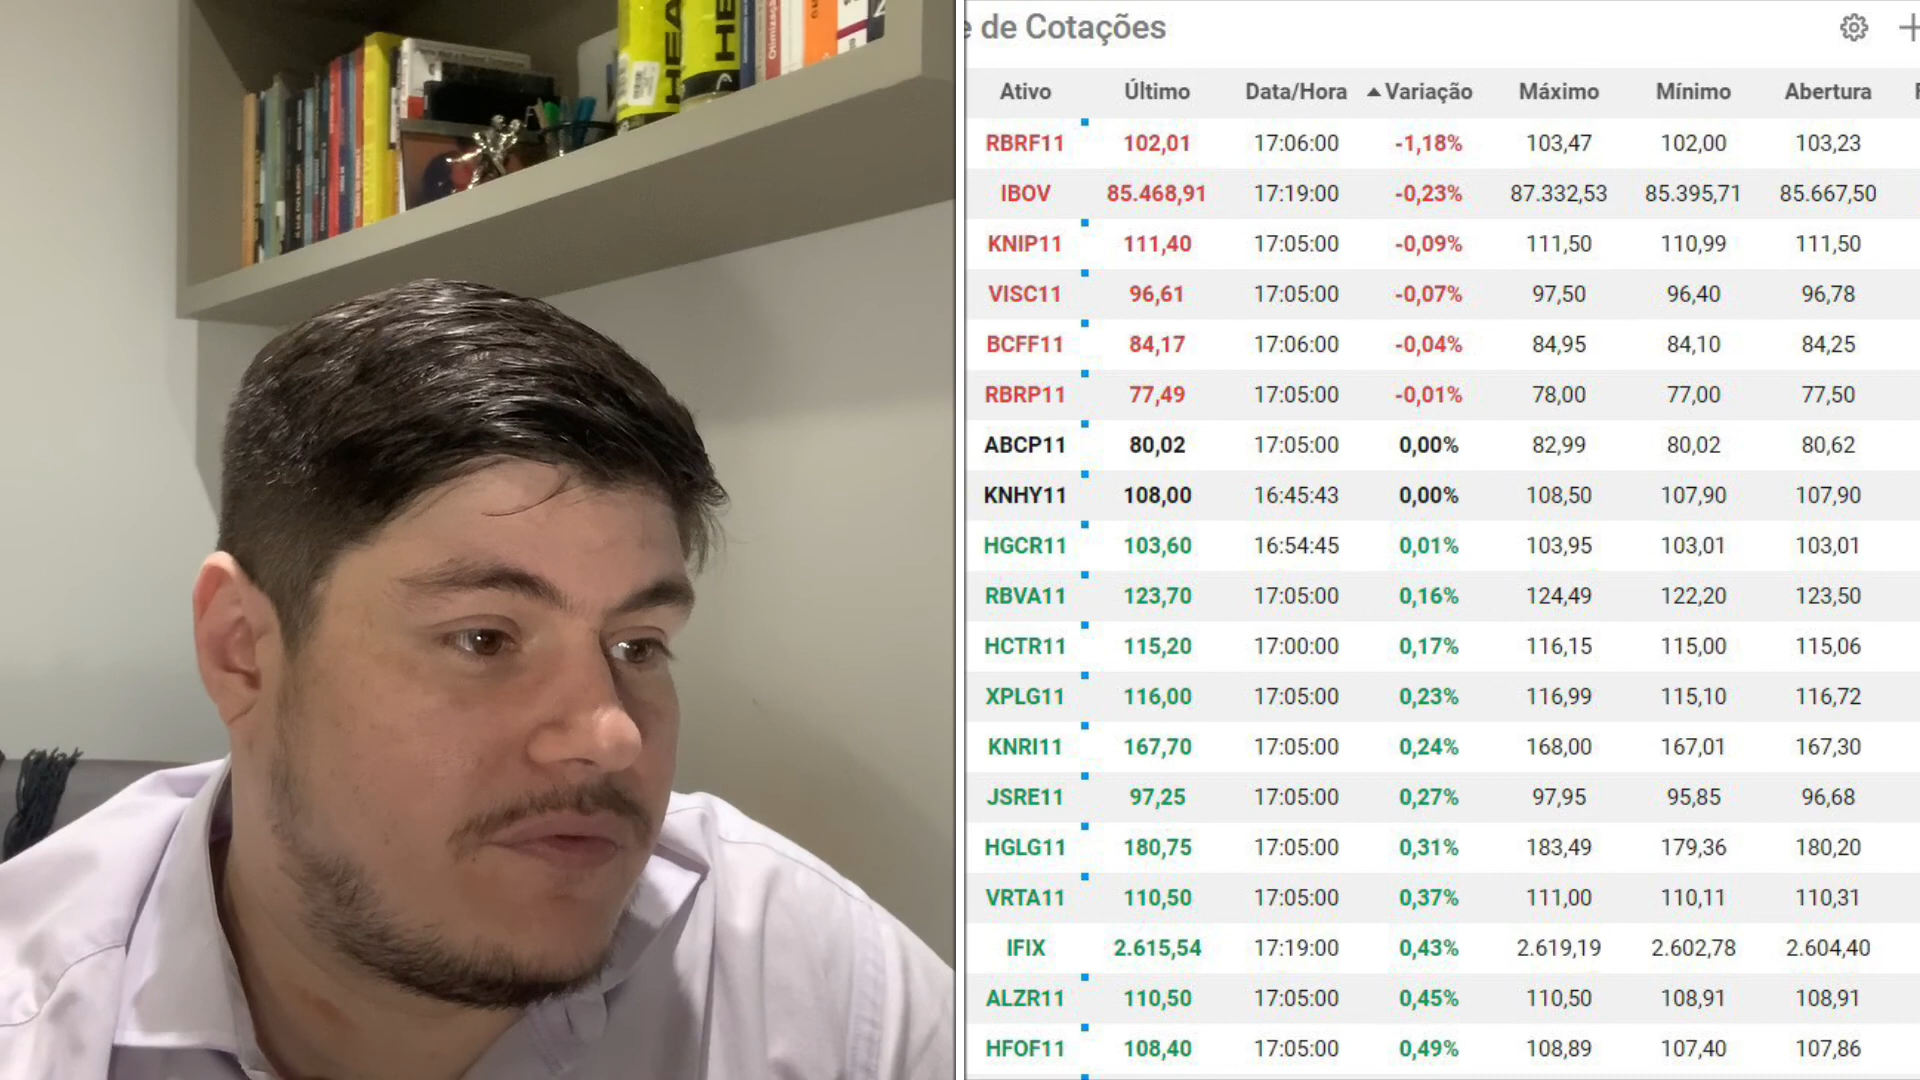 HEA
HE
Otimização
e de Cotações
Ativo Último Data/Hora Variação Máximo Mínimo Abertura F
RBRF11 102,01 17:06:00 -1,18% 103,47 102,00 103,23
IBOV 85.468,91 17:19:00 -0,23% 87.332,53 85.395,71 85.667,50
KNIP11 111,40 17:05:00 -0,09% 111,50 110,99 111,50
VISC11 96,61 17:05:00 -0,07% 97,50 96,40 96,78
BCFF11 84,17 17:06:00 -0,04% 84,95 84,10 84,25
RBRP11 77,49 17:05:00 -0,01% 78,00 77,00 77,50
ABCP11 80,02 17:05:00 0,00% 82,99 80,02 80,62
KNHY11 108,00 16:45:43 0,00% 108,50 107,90 107,90
HGCR11 103,60 16:54:45 0,01% 103,95 103,01 103,01
RBVA11 123,70 17:05:00 0,16% 124,49 122,20 123,50
HCTR11 115,20 17:00:00 0,17% 116,15 115,00 115,06
XPLG11 116,00 17:05:00 0,23% 116,99 115,10 116,72
KNRI11 167,70 17:05:00 0,24% 168,00 167,01 167,30
JSRE11 97,25 17:05:00 0,27% 97,95 95,85 96,68
HGLG11 180,75 17:05:00 0,31% 183,49 179,36 180,20
VRTA11 110,50 17:05:00 0,37% 111,00 110,11 110,31
IFIX 2.615,54 17:19:00 0,43% 2.619,19 2.602,78 2.604,40
ALZR11 110,50 17:05:00 0,45% 110,50 108,91 108,91
HFOF11 108,40 17:05:00 0,49% 108,89 107,40 107,86